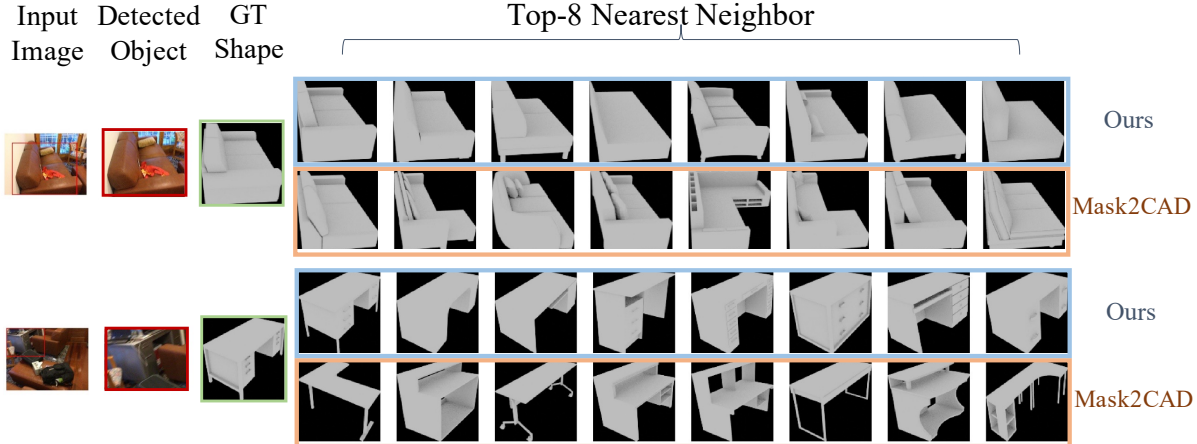 Input
Image
Detected
Object
GT
Shape
Top-8 Nearest Neighbor
Ours
Mask2CAD
Ours
Mask2CAD